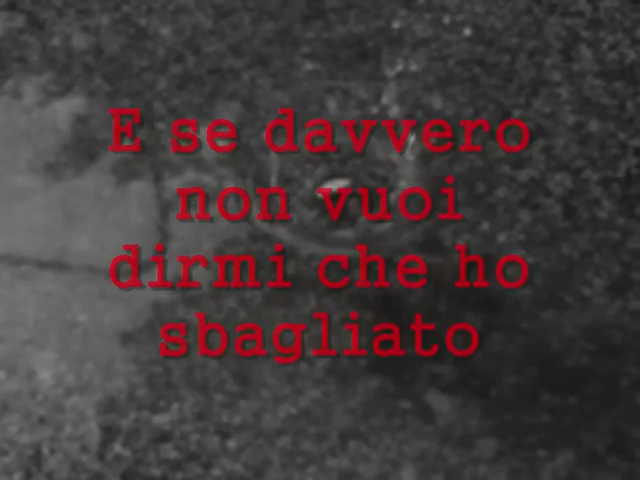 E se davvero
non vuoi
dirmi che ho
sbagliato